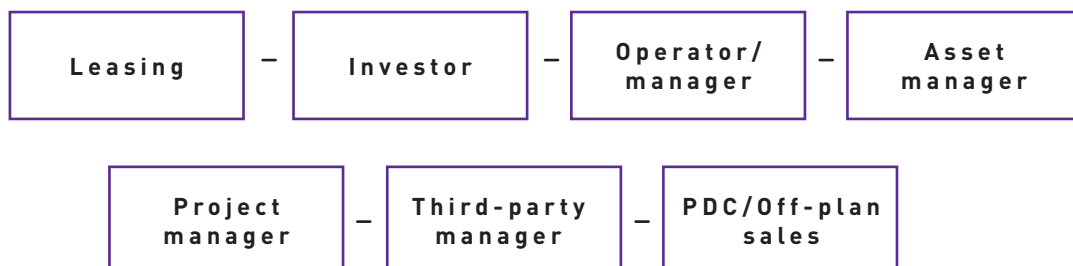 Leasing – Investor – Operator/
manager – Asset
manager
Project
manager – Third-party
manager – PDC/Off-plan
sales